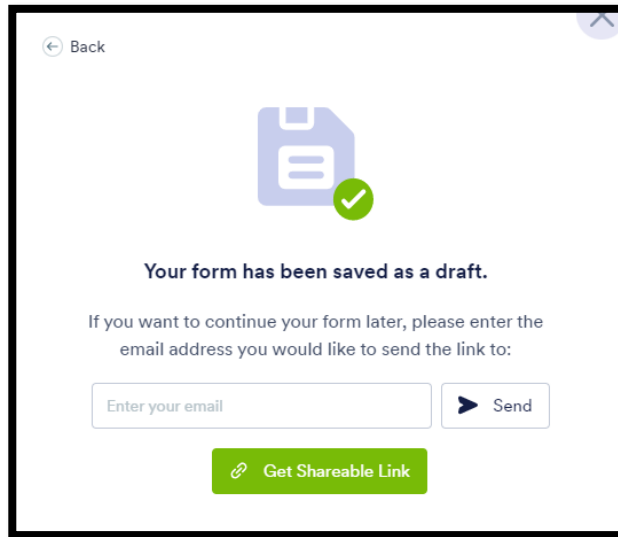 Back
Your form has been saved as a draft.
If you want to continue your form later, please enter the
email address you would like to send the link to:
Enter your email
Send
Get Shareable Link